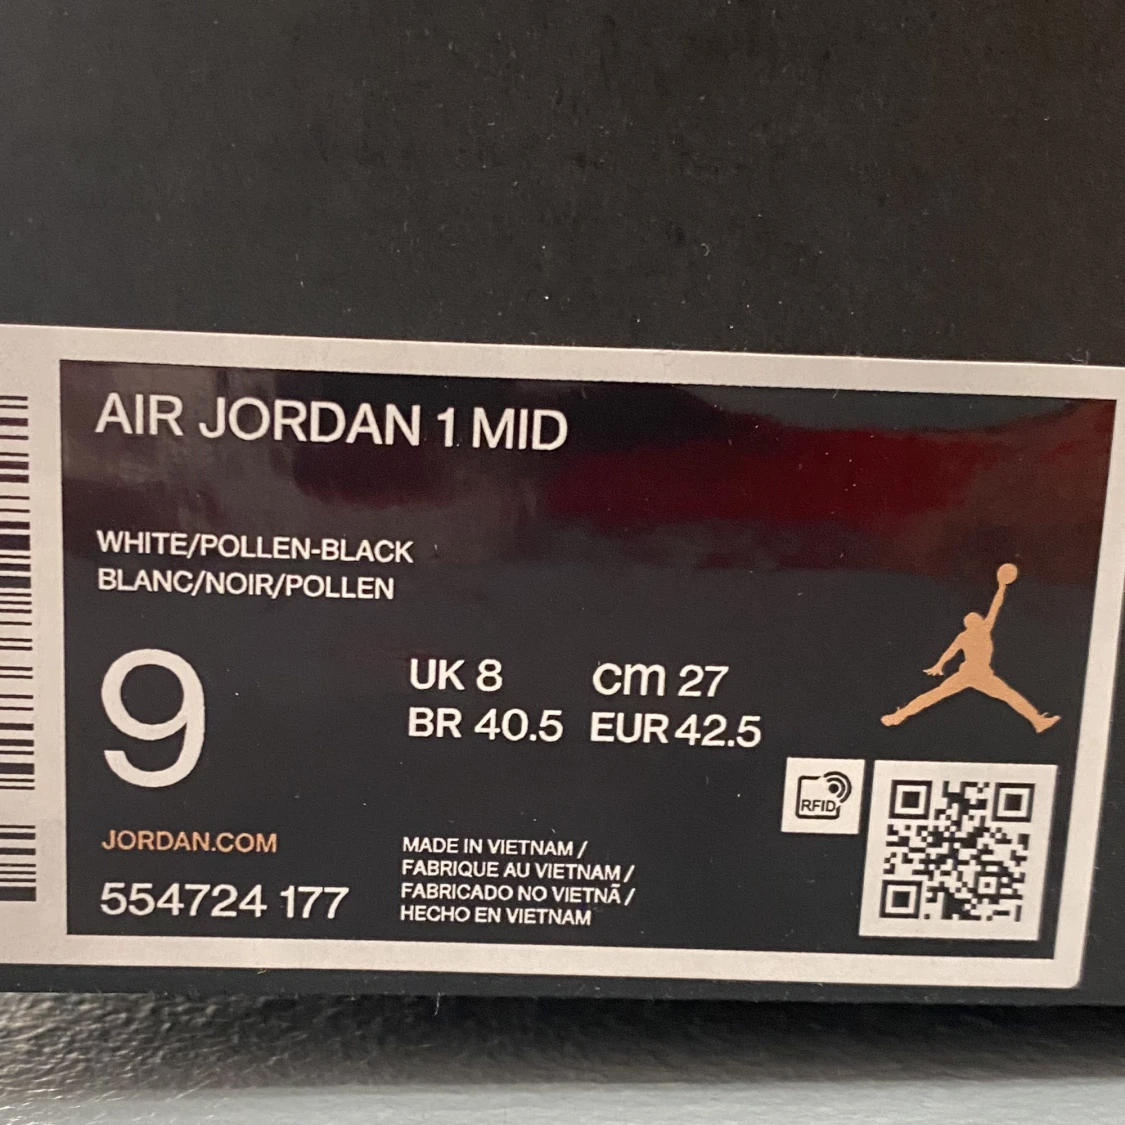 AIR JORDAN 1 MID
WHITE/POLLEN-BLACK
BLANC/NOIR/POLLEN
9
UK 8
cm 27
BR 40.5
EUR 42.5
RFID
JORDAN.COM
554724 177
MADE IN VIETNAM /
FABRIQUE AU VIETNAM /
FABRICADO NO VIETNÃ /
HECHO EN VIETNAM